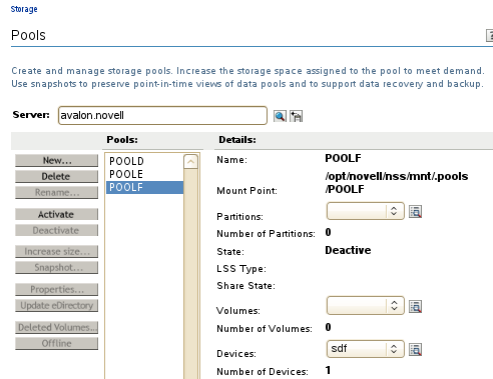 Storage
Pools
?
Create and manage storage pools. Increase the storage space assigned to the pool to meet demand.
Use snapshots to preserve point-in-time views of data pools and to support data recovery and backup.
Server: avalon.novell
Pools: Details:
New...
Delete
Rename...
Activate
Deactivate
Increase size...
Snapshot...
Properties...
Update eDirectory
Deleted Volumes...
Offline
POOLD
POOLE
POOLF
Name: POOLF
Mount Point: /opt/novell/nss/mnt/.pools
/POOLF
Partitions:
Number of Partitions: 0
State: Deactive
LSS Type:
Share State:
Volumes:
Number of Volumes: 0
Devices: sdf
Number of Devices: 1